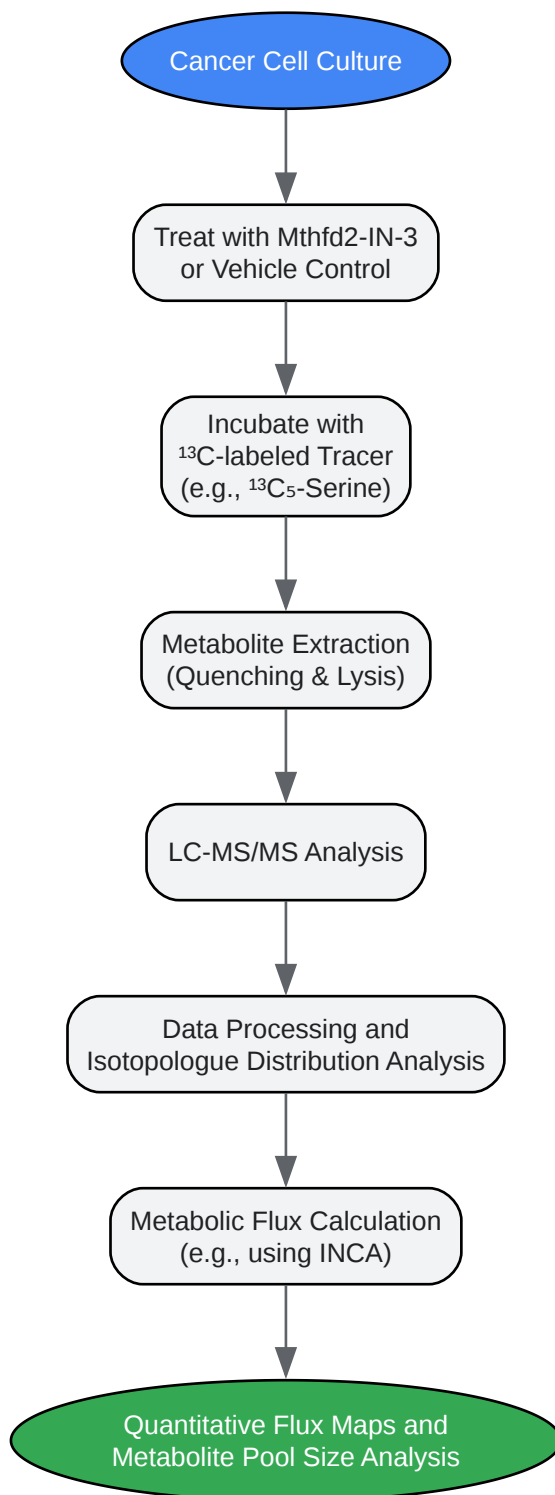 Cancer Cell Culture
Treat with Mthfd2-IN-3
or Vehicle Control
Incubate with
¹³C-labeled Tracer
(e.g., ¹³C₅-Serine)
Metabolite Extraction
(Quenching & Lysis)
LC-MS/MS Analysis
Data Processing and
Isotopologue Distribution Analysis
Metabolic Flux Calculation
(e.g., using INCA)
Quantitative Flux Maps and
Metabolite Pool Size Analysis